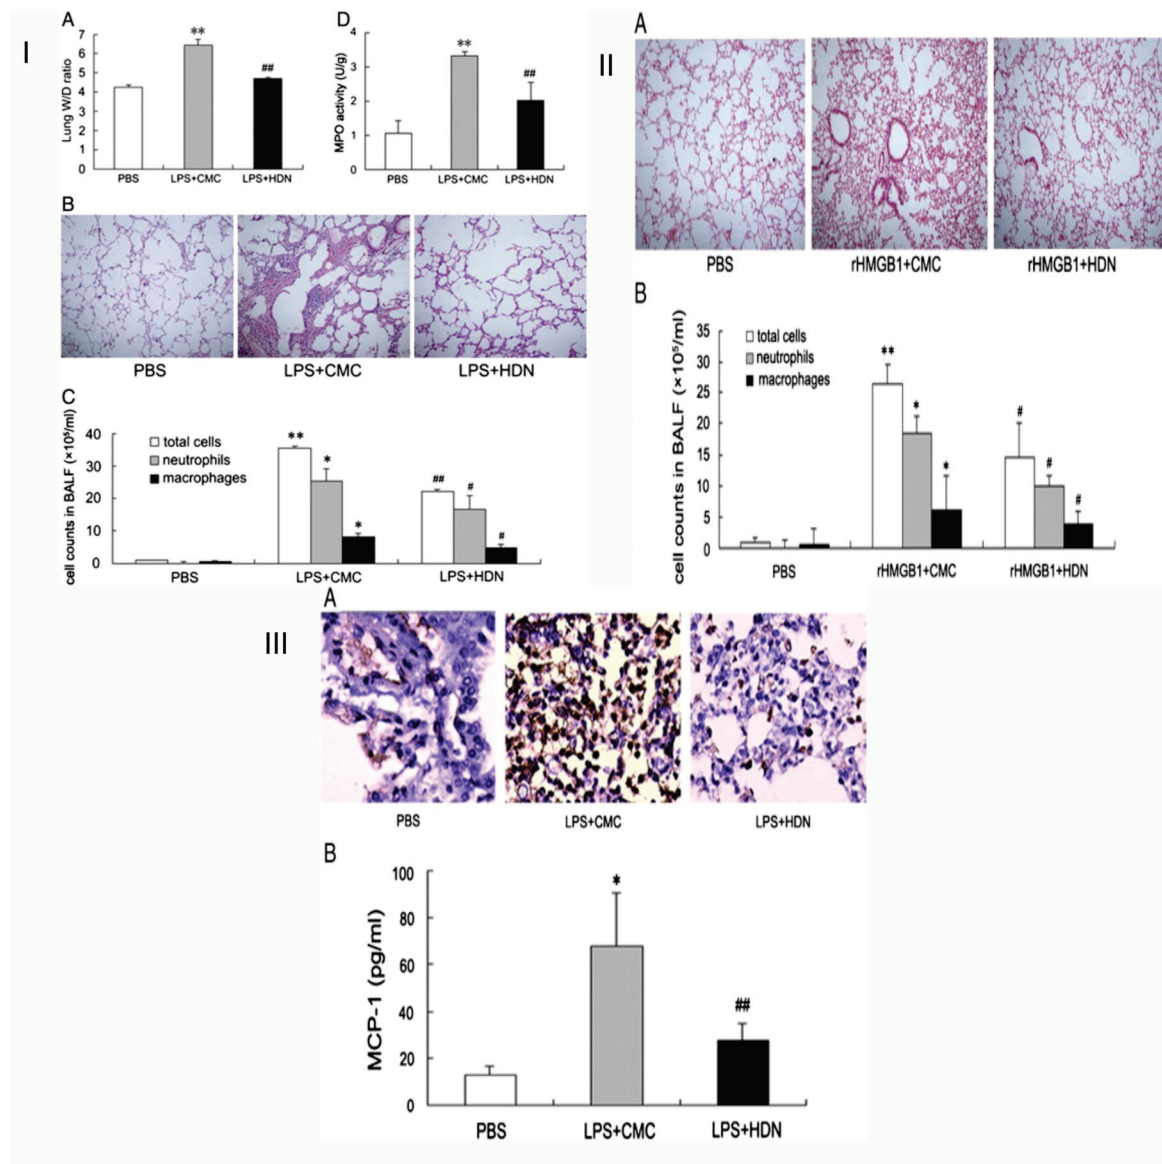 I
A
Lung W/D ratio
7
6
5
4
3
2
1
0
**
##
PBS
LPS+CMC
LPS+HDN
D
MPO activity (U/g)
4
3
2
1
0
**
##
PBS
LPS+CMC
LPS+HDN
B
PBS
LPS+CMC
LPS+HDN
C
cell counts in BALF (×10⁵/ml)
40
30
20
10
0
total cells
neutrophils
macrophages
**
*
*
##
#
#
PBS
LPS+CMC
LPS+HDN
II
A
PBS
rHMGB1+CMC
rHMGB1+HDN
B
cell counts in BALF (×10⁵/ml)
35
30
25
20
15
10
5
0
total cells
neutrophils
macrophages
**
*
*
#
#
#
PBS
rHMGB1+CMC
rHMGB1+HDN
III
A
PBS
LPS+CMC
LPS+HDN
B
MCP-1 (pg/ml)
100
80
60
40
20
0
*
##
PBS
LPS+CMC
LPS+HDN